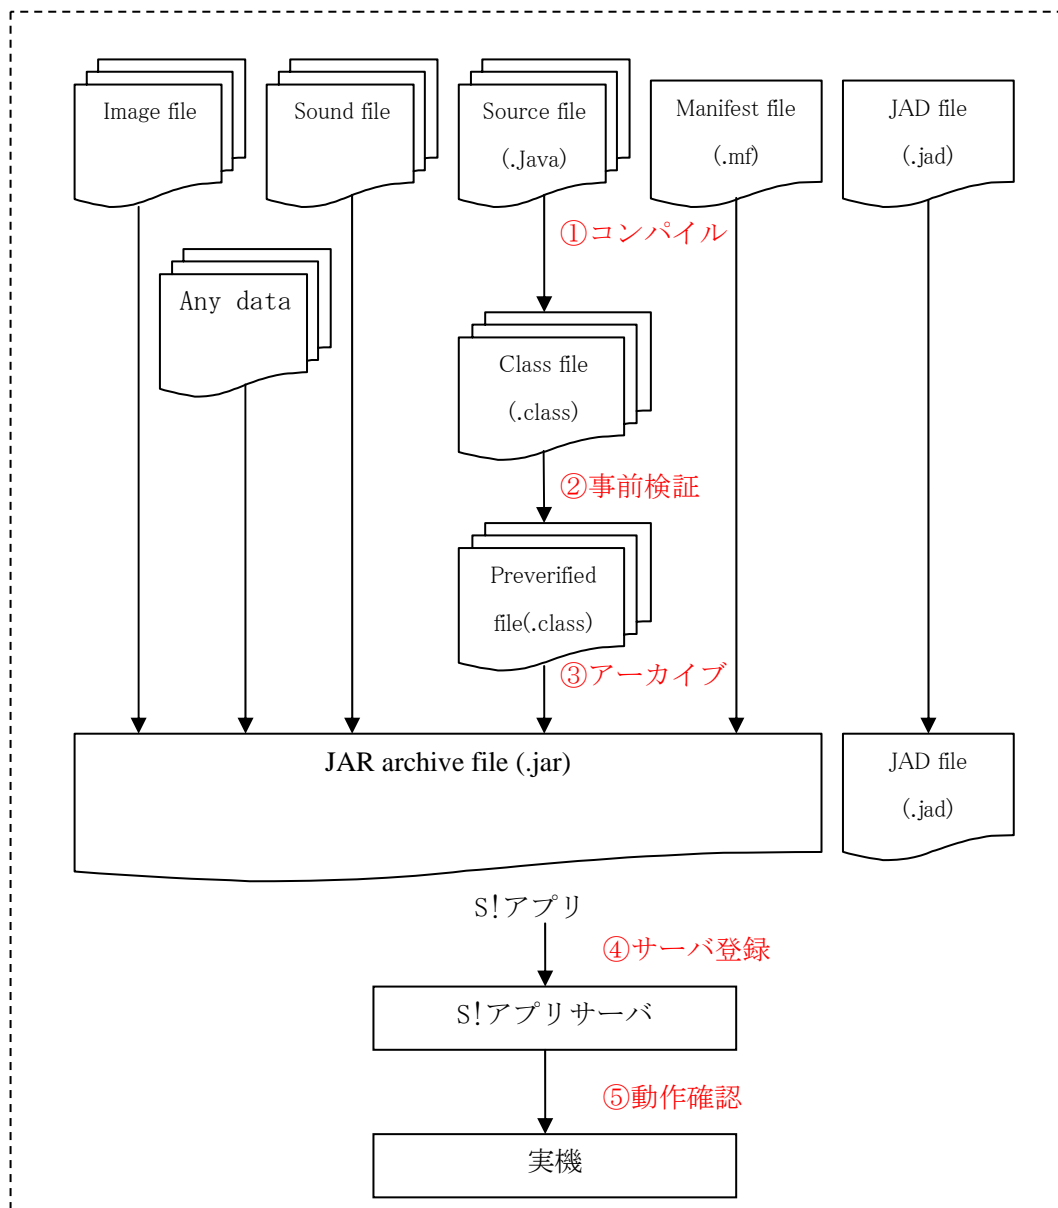 Image file
Sound file
Source file
(.Java)
Manifest file
(.mf)
JAD file
(.jad)
①コンパイル
Any data
Class file
(.class)
②事前検証
Preverified
file(.class)
③アーカイブ
JAR archive file (.jar)
JAD file
(.jad)
S!アプリ
④サーバ登録
S!アプリサーバ
⑤動作確認
実機